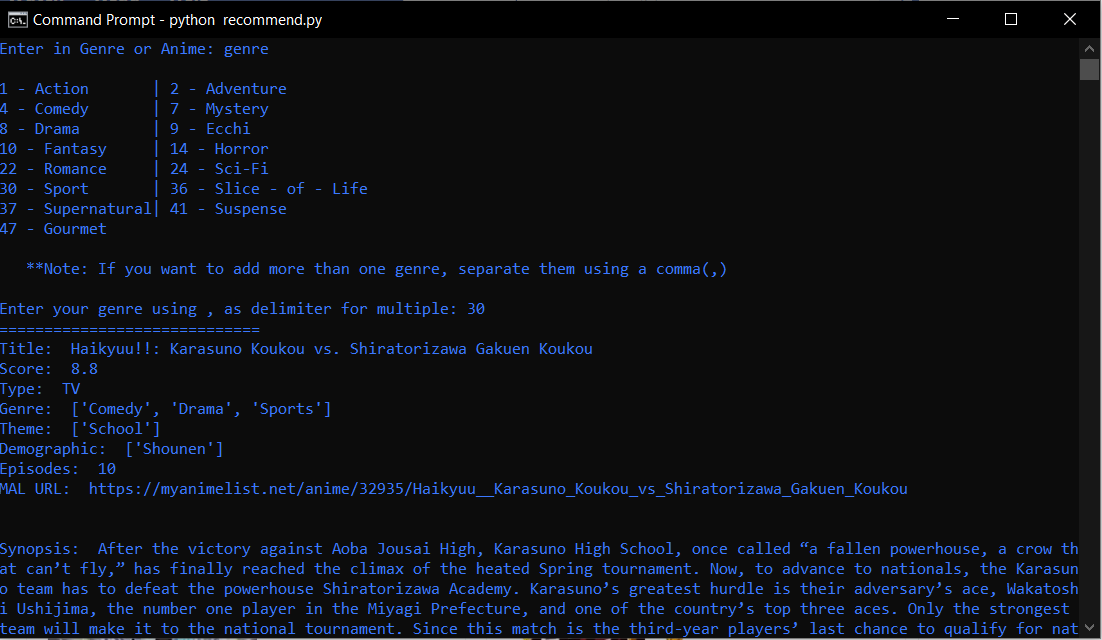 Command Prompt - python  recommend.py
Enter in Genre or Anime: genre
1 - Action       | 2 - Adventure
4 - Comedy       | 7 - Mystery
8 - Drama        | 9 - Ecchi
10 - Fantasy     | 14 - Horror
22 - Romance     | 24 - Sci-Fi
30 - Sport       | 36 - Slice - of - Life
37 - Supernatural| 41 - Suspense
47 - Gourmet
**Note: If you want to add more than one genre, separate them using a comma(,)
Enter your genre using , as delimiter for multiple: 30
=============================
Title:  Haikyuu!!: Karasuno Koukou vs. Shiratorizawa Gakuen Koukou
Score:  8.8
Type:  TV
Genre:  ['Comedy', 'Drama', 'Sports']
Theme:  ['School']
Demographic:  ['Shounen']
Episodes:  10
MAL URL:  https://myanimelist.net/anime/32935/Haikyuu__Karasuno_Koukou_vs_Shiratorizawa_Gakuen_Koukou
Synopsis:  After the victory against Aoba Jousai High, Karasuno High School, once called “a fallen powerhouse, a crow th
at can’t fly,” has finally reached the climax of the heated Spring tournament. Now, to advance to nationals, the Karasun
o team has to defeat the powerhouse Shiratorizawa Academy. Karasuno’s greatest hurdle is their adversary’s ace, Wakatosh
i Ushijima, the number one player in the Miyagi Prefecture, and one of the country’s top three aces. Only the strongest
team will make it to the national tournament. Since this match is the third-year players’ last chance to qualify for nat